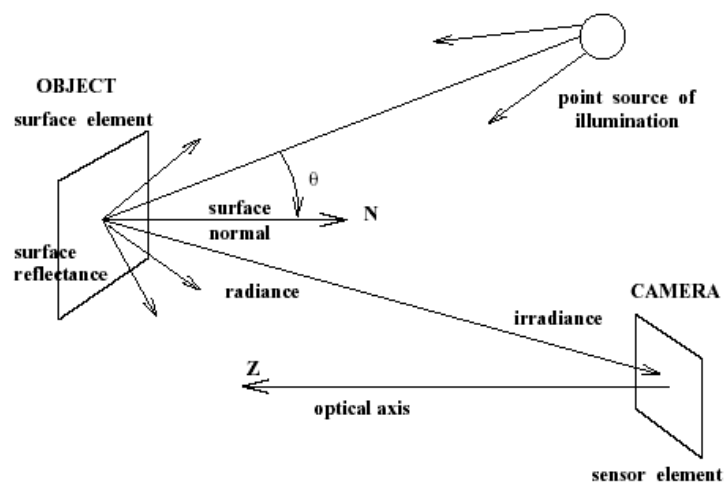 OBJECT
surface element
point source of
illumination
θ
surface
normal
N
surface
reflectance
radiance
irradiance
CAMERA
Z
optical axis
sensor element